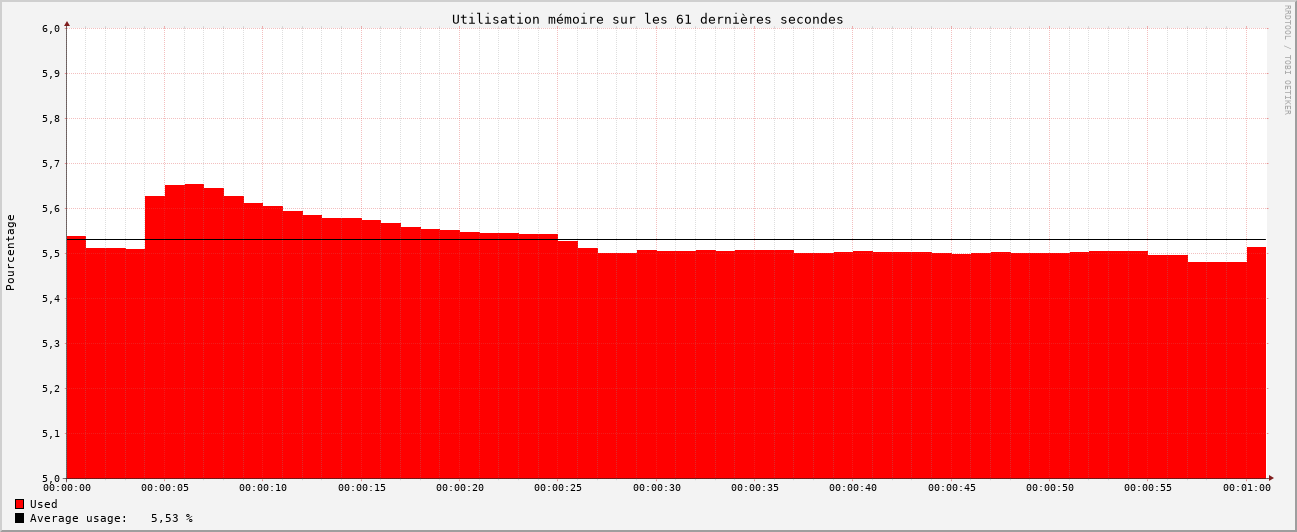 Utilisation mémoire sur les 61 dernières secondes
RRDTOOL / TOBI OETIKER
Pourcentage
6,0
5,9
5,8
5,7
5,6
5,5
5,4
5,3
5,2
5,1
5,0
00:00:00 00:00:05 00:00:10 00:00:15 00:00:20 00:00:25 00:00:30 00:00:35 00:00:40 00:00:45 00:00:50 00:00:55 00:01:00
Used
Average usage: 5,53 %